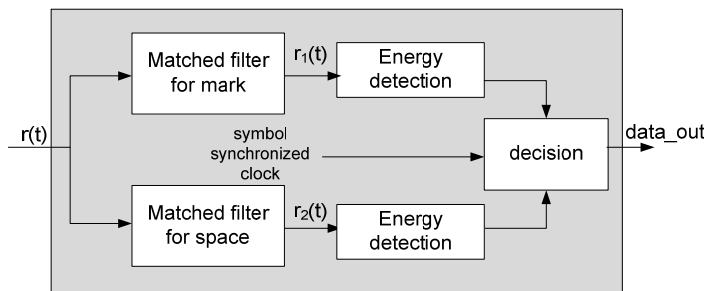 Matched filter
for mark
r₁(t)
Energy
detection
r(t)
symbol
synchronized
clock
decision
data_out
Matched filter
for space
r₂(t)
Energy
detection